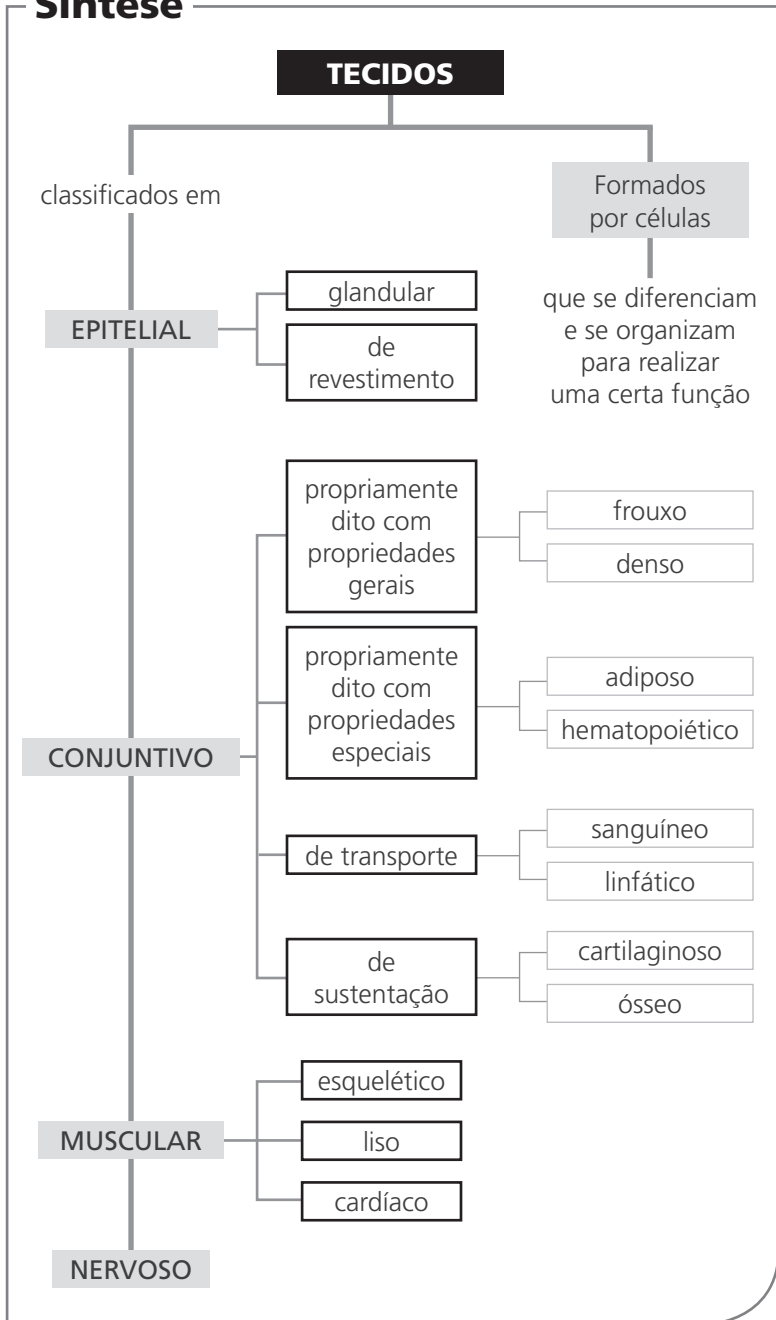 Síntese
TECIDOS
classificados em
Formados
por células
que se diferenciam
e se organizam
para realizar
uma certa função
EPITELIAL
glandular
de
revestimento
CONJUNTIVO
propriamente
dito com
propriedades
gerais
frouxo
denso
propriamente
dito com
propriedades
especiais
adiposo
hematopoiético
de transporte
sanguíneo
linfático
de
sustentação
cartilaginoso
ósseo
MUSCULAR
esquelético
liso
cardíaco
NERVOSO